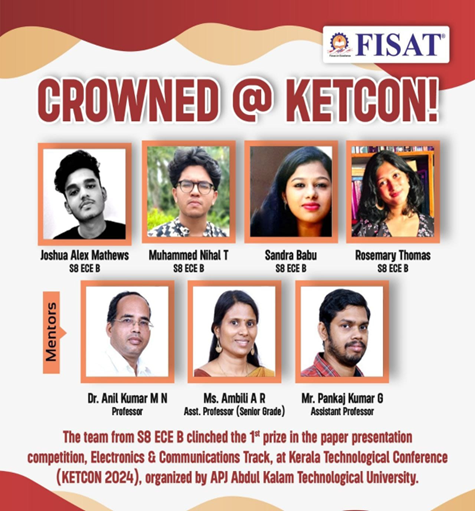 FISAT®
CROWNED @ KETCON!
Joshua Alex Mathews
S8 ECE B
Muhammed Nihal T
S8 ECE B
Sandra Babu
S8 ECE B
Rosemary Thomas
S8 ECE B
Mentors
Dr. Anil Kumar M N
Professor
Ms. Ambili A R
Asst. Professor (Senior Grade)
Mr. Pankaj Kumar G
Assistant Professor
The team from S8 ECE B clinched the 1st prize in the paper presentation
competition, Electronics & Communications Track, at Kerala Technological Conference
(KETCON 2024), organized by APJ Abdul Kalam Technological University.